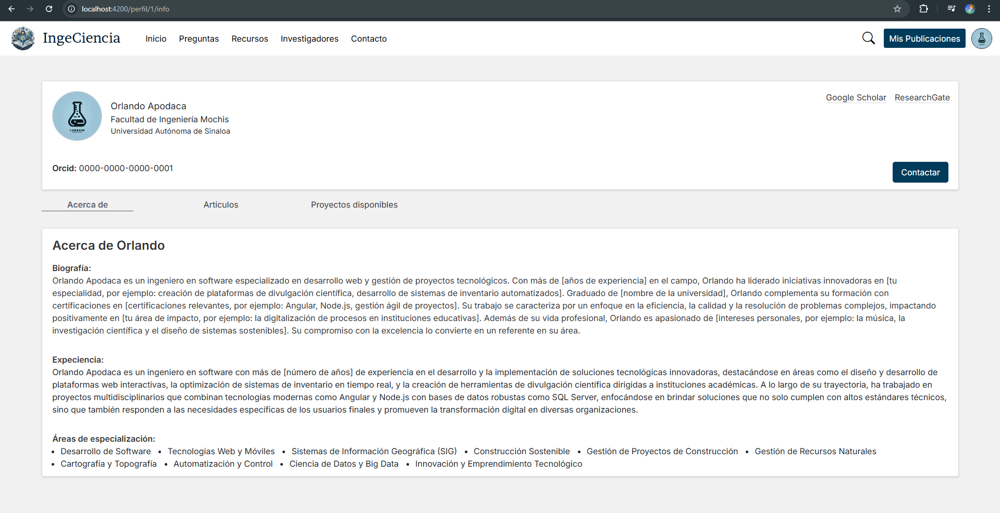 localhost:4200/perfil/1/info
IngeCiencia
Inicio Preguntas Recursos Investigadores Contacto
Mis Publicaciones
Google Scholar ResearchGate
LOMREIM
Orlando Apodaca
Facultad de Ingeniería Mochis
Universidad Autónoma de Sinaloa
Orcid: 0000-0000-0000-0001
Contactar
Acerca de Artículos Proyectos disponibles
Acerca de Orlando
Biografía:
Orlando Apodaca es un ingeniero en software especializado en desarrollo web y gestión de proyectos tecnológicos. Con más de [años de experiencia] en el campo, Orlando ha liderado iniciativas innovadoras en [tu
especialidad, por ejemplo: creación de plataformas de divulgación científica, desarrollo de sistemas de inventario automatizados]. Graduado de [nombre de la universidad], Orlando complementa su formación con
certificaciones en [certificaciones relevantes, por ejemplo: Angular, Node.js, gestión ágil de proyectos]. Su trabajo se caracteriza por un enfoque en la eficiencia, la calidad y la resolución de problemas complejos, impactando
positivamente en [tu área de impacto, por ejemplo: la digitalización de procesos en instituciones educativas]. Además de su vida profesional, Orlando es apasionado de [intereses personales, por ejemplo: la música, la
investigación científica y el diseño de sistemas sostenibles]. Su compromiso con la excelencia lo convierte en un referente en su área.
Expeciencia:
Orlando Apodaca es un ingeniero en software con más de [número de años] de experiencia en el desarrollo y la implementación de soluciones tecnológicas innovadoras, destacándose en áreas como el diseño y desarrollo de
plataformas web interactivas, la optimización de sistemas de inventario en tiempo real, y la creación de herramientas de divulgación científica dirigidas a instituciones académicas. A lo largo de su trayectoria, ha trabajado en
proyectos multidisciplinarios que combinan tecnologías modernas como Angular y Node.js con bases de datos robustas como SQL Server, enfocándose en brindar soluciones que no solo cumplen con altos estándares técnicos,
sino que también responden a las necesidades específicas de los usuarios finales y promueven la transformación digital en diversas organizaciones.
Áreas de especialización:
• Desarrollo de Software • Tecnologías Web y Móviles • Sistemas de Información Geográfica (SIG) • Construcción Sostenible • Gestión de Proyectos de Construcción • Gestión de Recursos Naturales
• Cartografía y Topografía • Automatización y Control • Ciencia de Datos y Big Data • Innovación y Emprendimiento Tecnológico